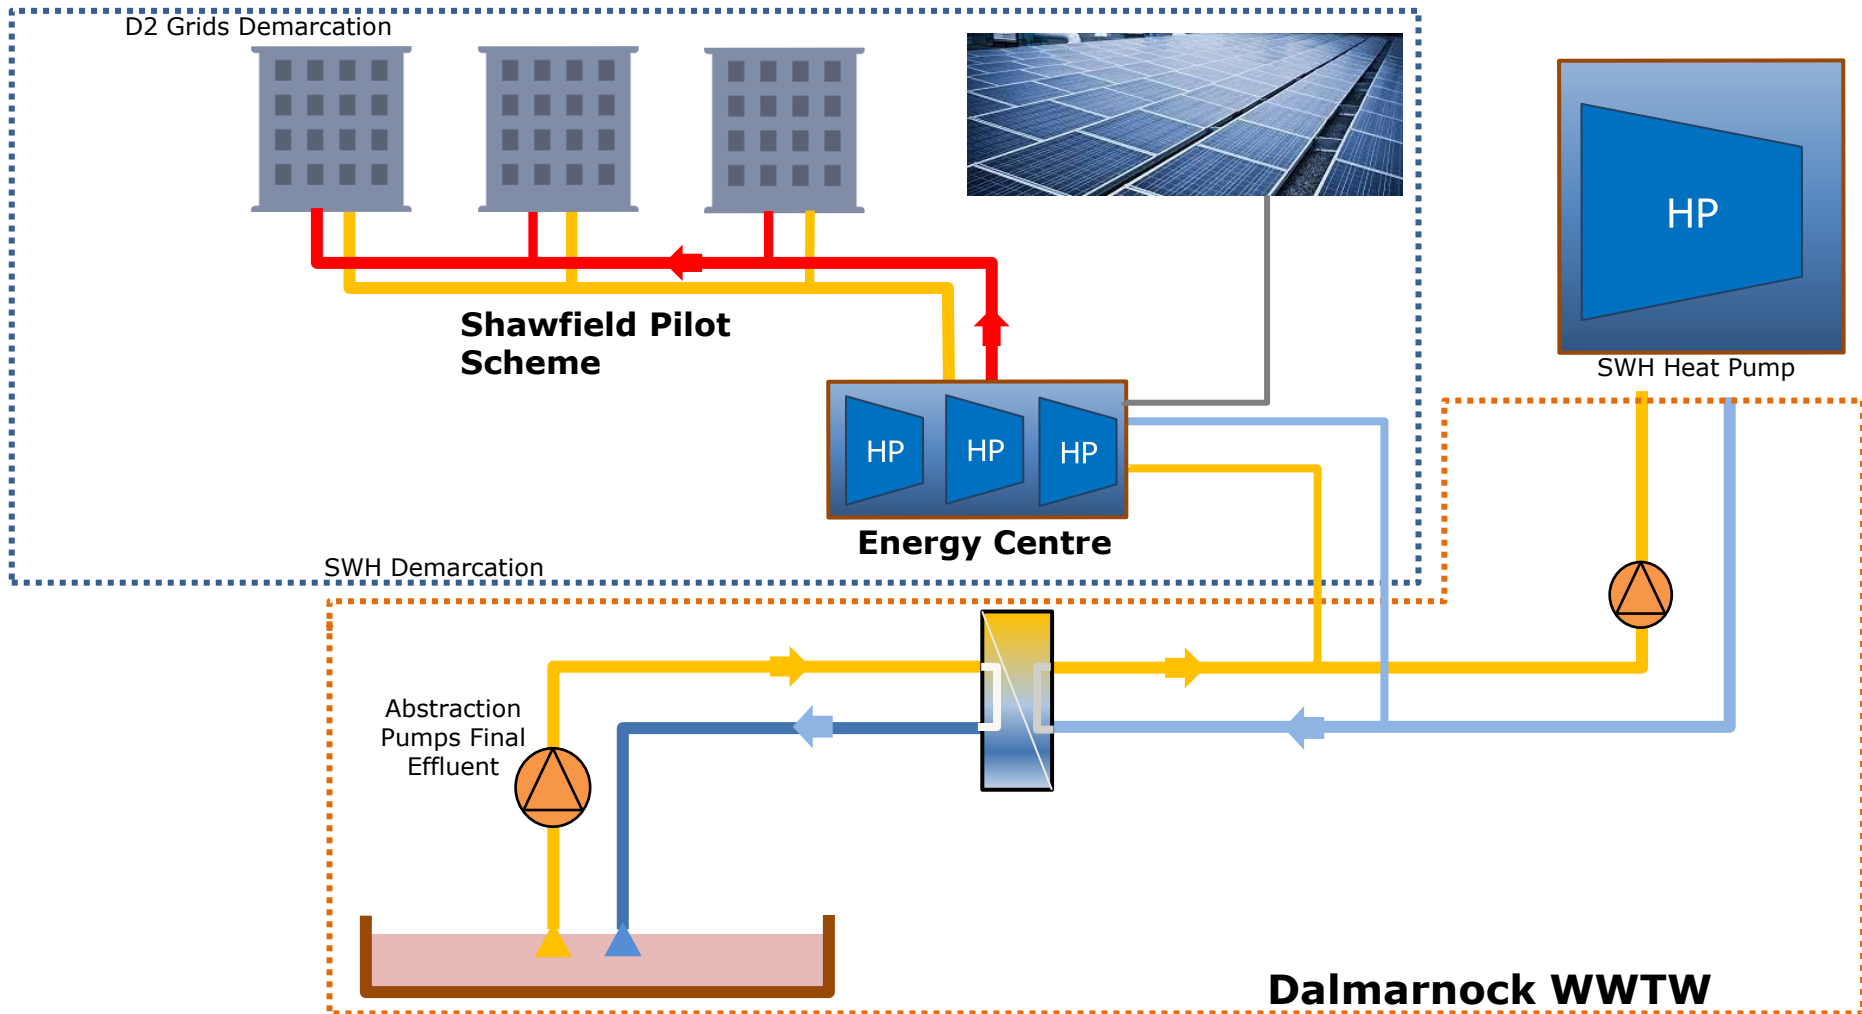 D2 Grids Demarcation
HP
Shawfield Pilot
Scheme
SWH Heat Pump
HP
HP
HP
Energy Centre
SWH Demarcation
Abstraction
Pumps Final
Effluent
Dalmarnock WWTW